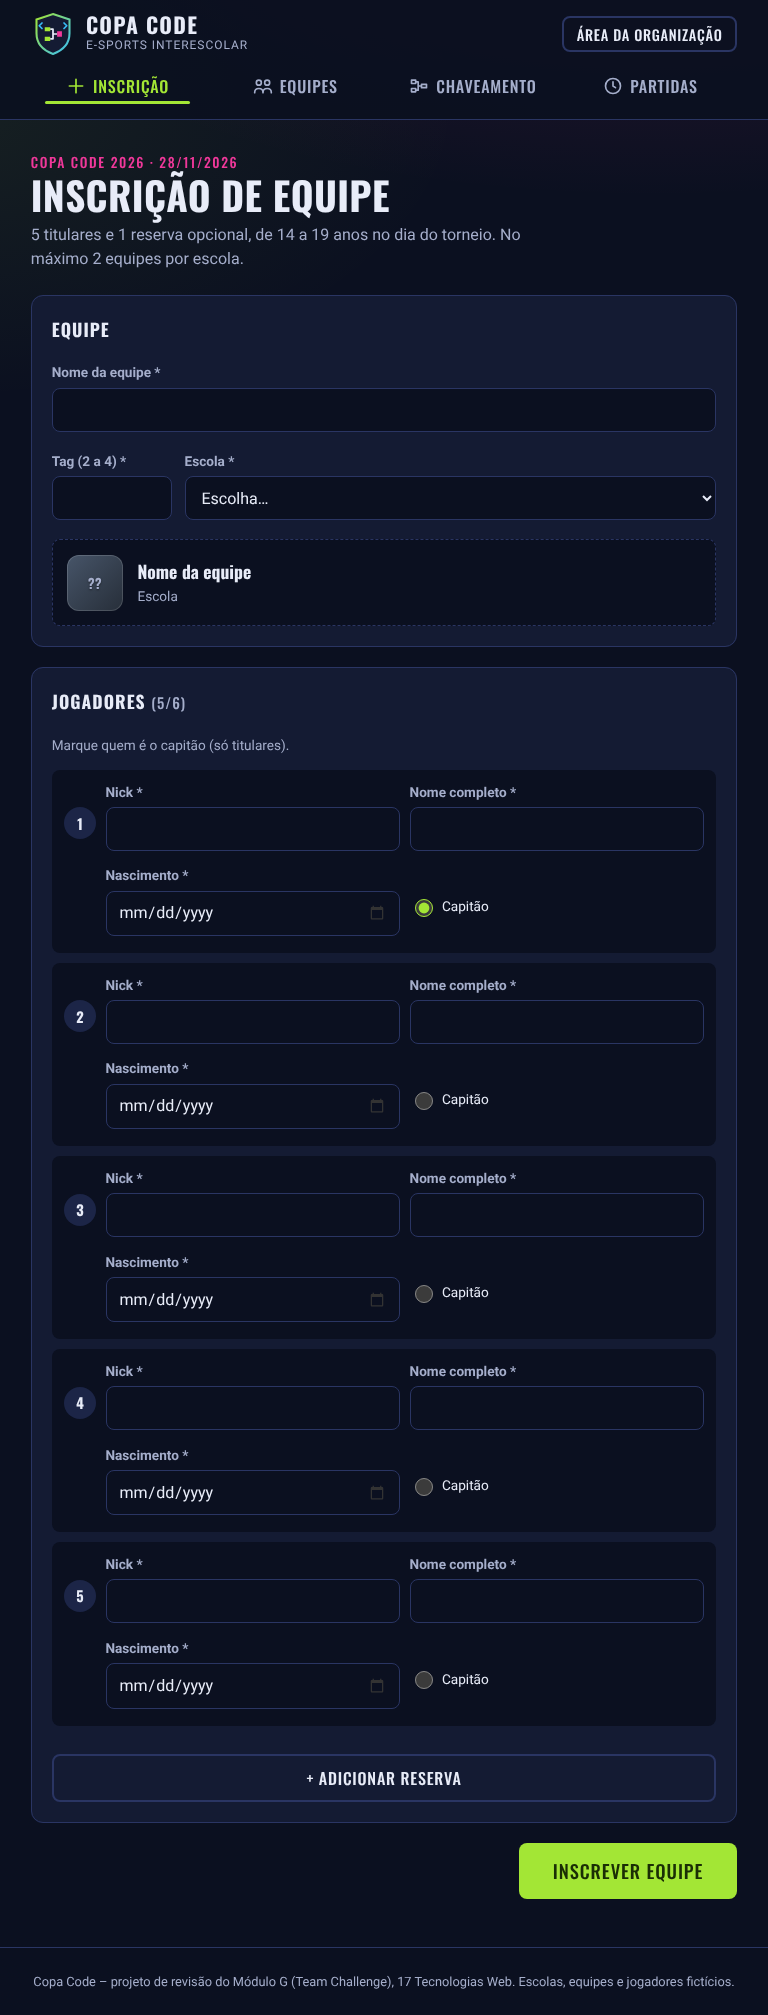 COPA CODE
E-SPORTS INTERESCOLAR
ÁREA DA ORGANIZAÇÃO
INSCRIÇÃO
EQUIPES
CHAVEAMENTO
PARTIDAS
COPA CODE 2026 · 28/11/2026
INSCRIÇÃO DE EQUIPE
5 titulares e 1 reserva opcional, de 14 a 19 anos no dia do torneio. No
máximo 2 equipes por escola.
EQUIPE
Nome da equipe *
Tag (2 a 4) *
Escola *
Escolha...
??
Nome da equipe
Escola
JOGADORES (5/6)
Marque quem é o capitão (só titulares).
1
Nick *
Nome completo *
Nascimento *
mm/dd/yyyy
Capitão
2
Nick *
Nome completo *
Nascimento *
mm/dd/yyyy
Capitão
3
Nick *
Nome completo *
Nascimento *
mm/dd/yyyy
Capitão
4
Nick *
Nome completo *
Nascimento *
mm/dd/yyyy
Capitão
5
Nick *
Nome completo *
Nascimento *
mm/dd/yyyy
Capitão
+ ADICIONAR RESERVA
INSCREVER EQUIPE
Copa Code – projeto de revisão do Módulo G (Team Challenge), 17 Tecnologias Web. Escolas, equipes e jogadores fictícios.